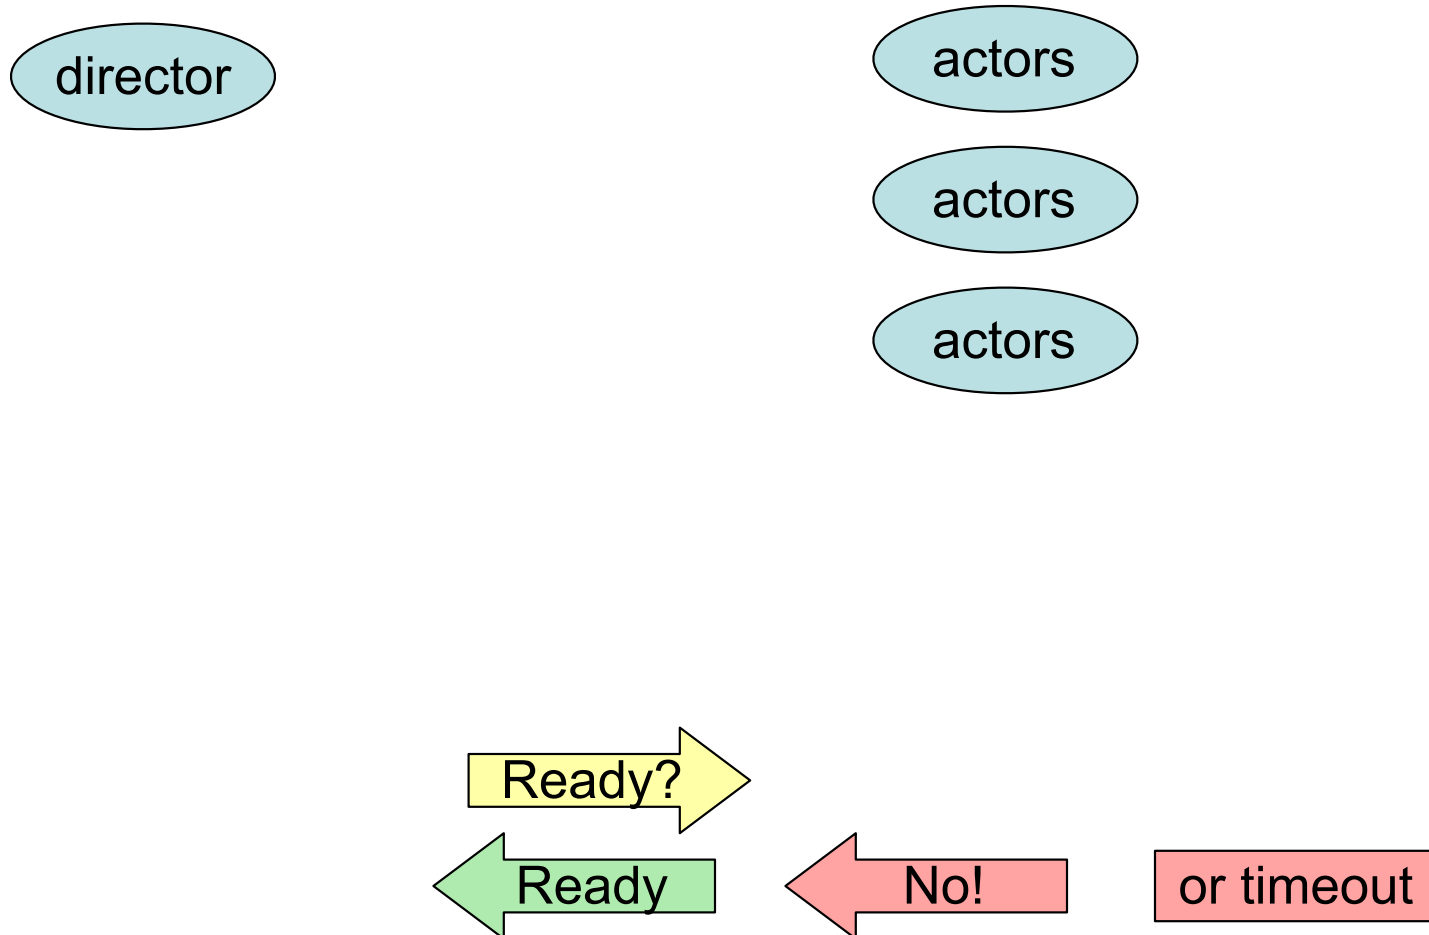 director
actors
actors
actors
Ready?
Ready
No!
or timeout